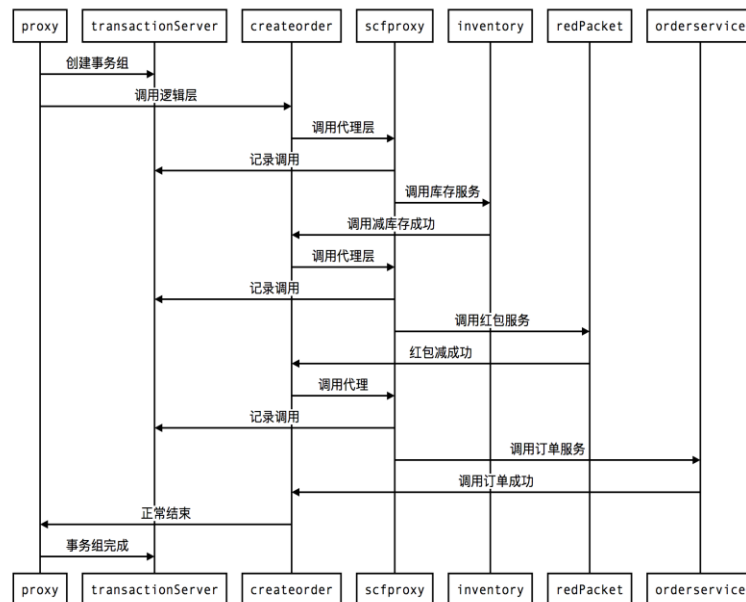 proxy transactionServer createorder scfproxy inventory redPacket orderservice
创建事务组
调用逻辑层
调用代理层
记录调用
调用库存服务
调用减库存成功
调用代理层
记录调用
调用红包服务
红包减成功
调用代理
记录调用
调用订单服务
调用订单成功
正常结束
事务组完成
proxy transactionServer createorder scfproxy inventory redPacket orderservice